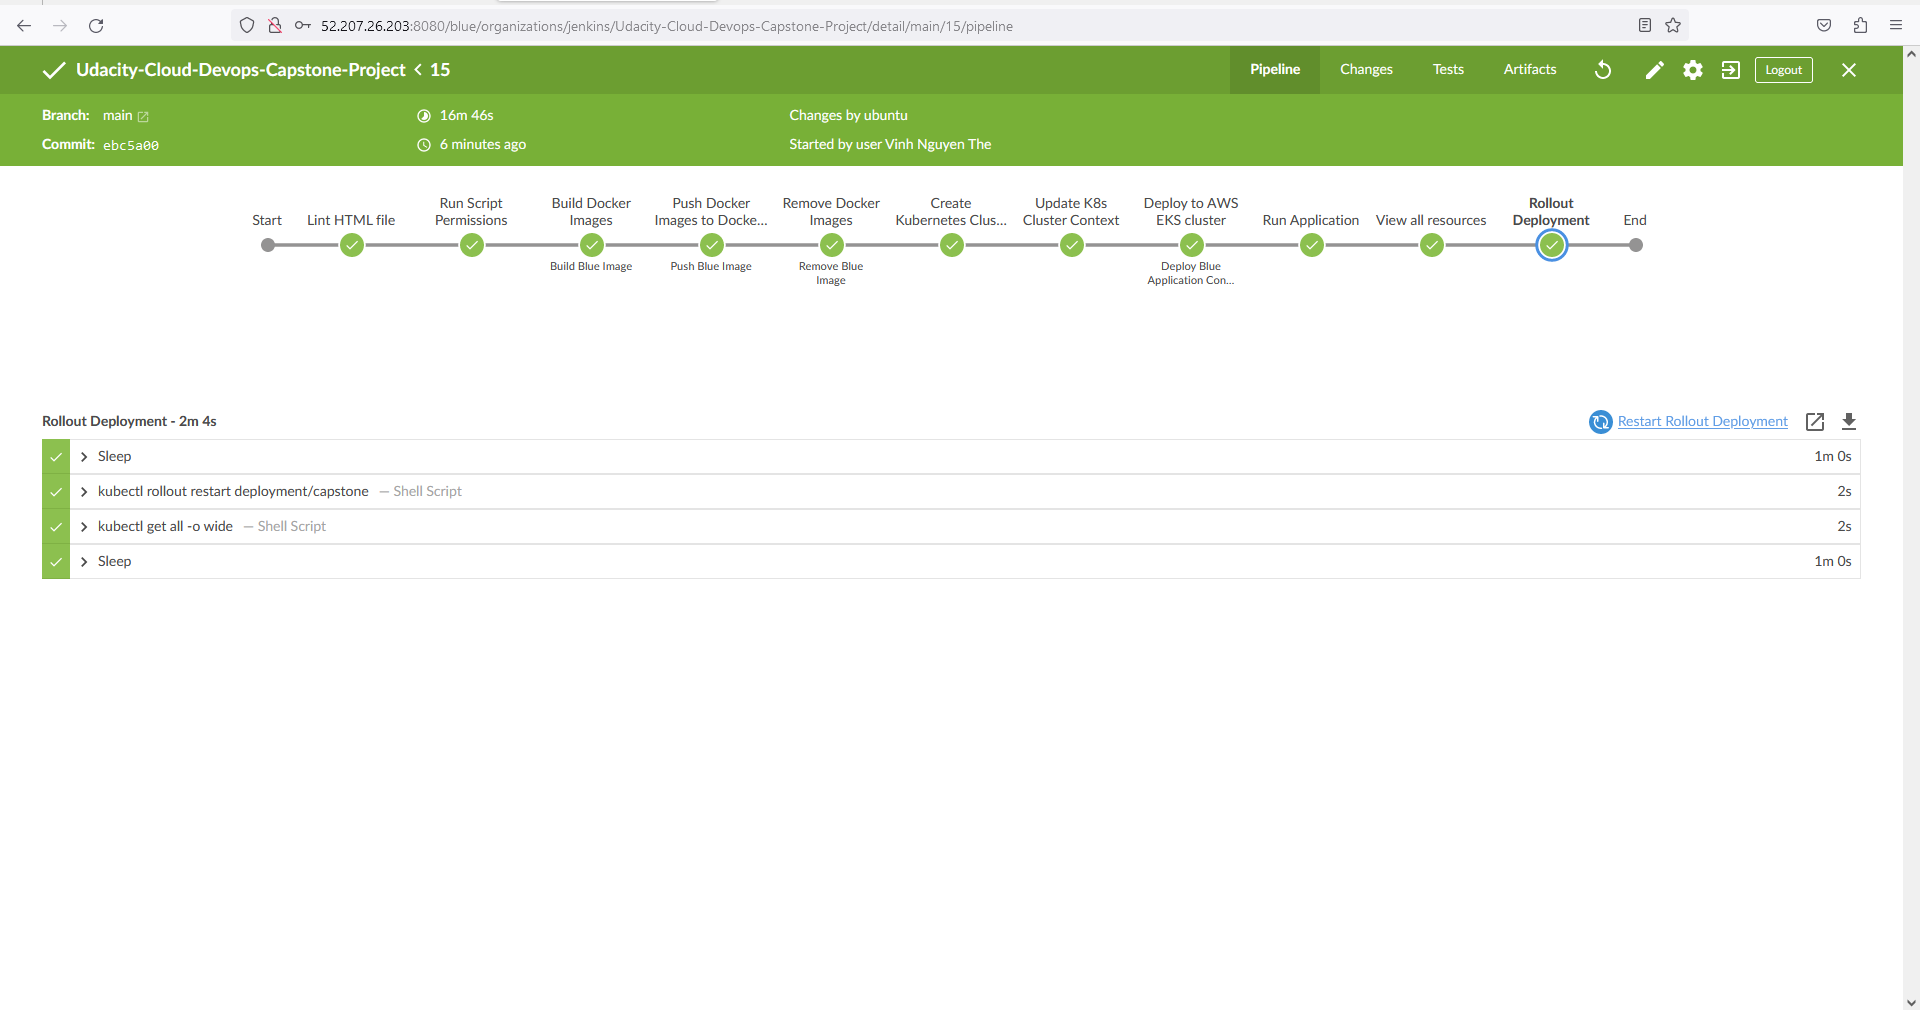 52.207.26.203:8080/blue/organizations/jenkins/Udacity-Cloud-Devops-Capstone-Project/detail/main/15/pipeline
Udacity-Cloud-Devops-Capstone-Project < 15
Pipeline Changes Tests Artifacts Logout
Branch: main 16m 46s Changes by ubuntu
Commit: ebc5a00 6 minutes ago Started by user Vinh Nguyen The
Start
Lint HTML file
Run Script
Permissions
Build Docker
Images
Build Blue Image
Push Docker
Images to Docke...
Push Blue Image
Remove Docker
Images
Remove Blue
Image
Create
Kubernetes Clus...
Update K8s
Cluster Context
Deploy to AWS
EKS cluster
Deploy Blue
Application Con...
Run Application
View all resources
Rollout
Deployment
End
Rollout Deployment - 2m 4s Restart Rollout Deployment
Sleep 1m 0s
kubectl rollout restart deployment/capstone — Shell Script 2s
kubectl get all -o wide — Shell Script 2s
Sleep 1m 0s